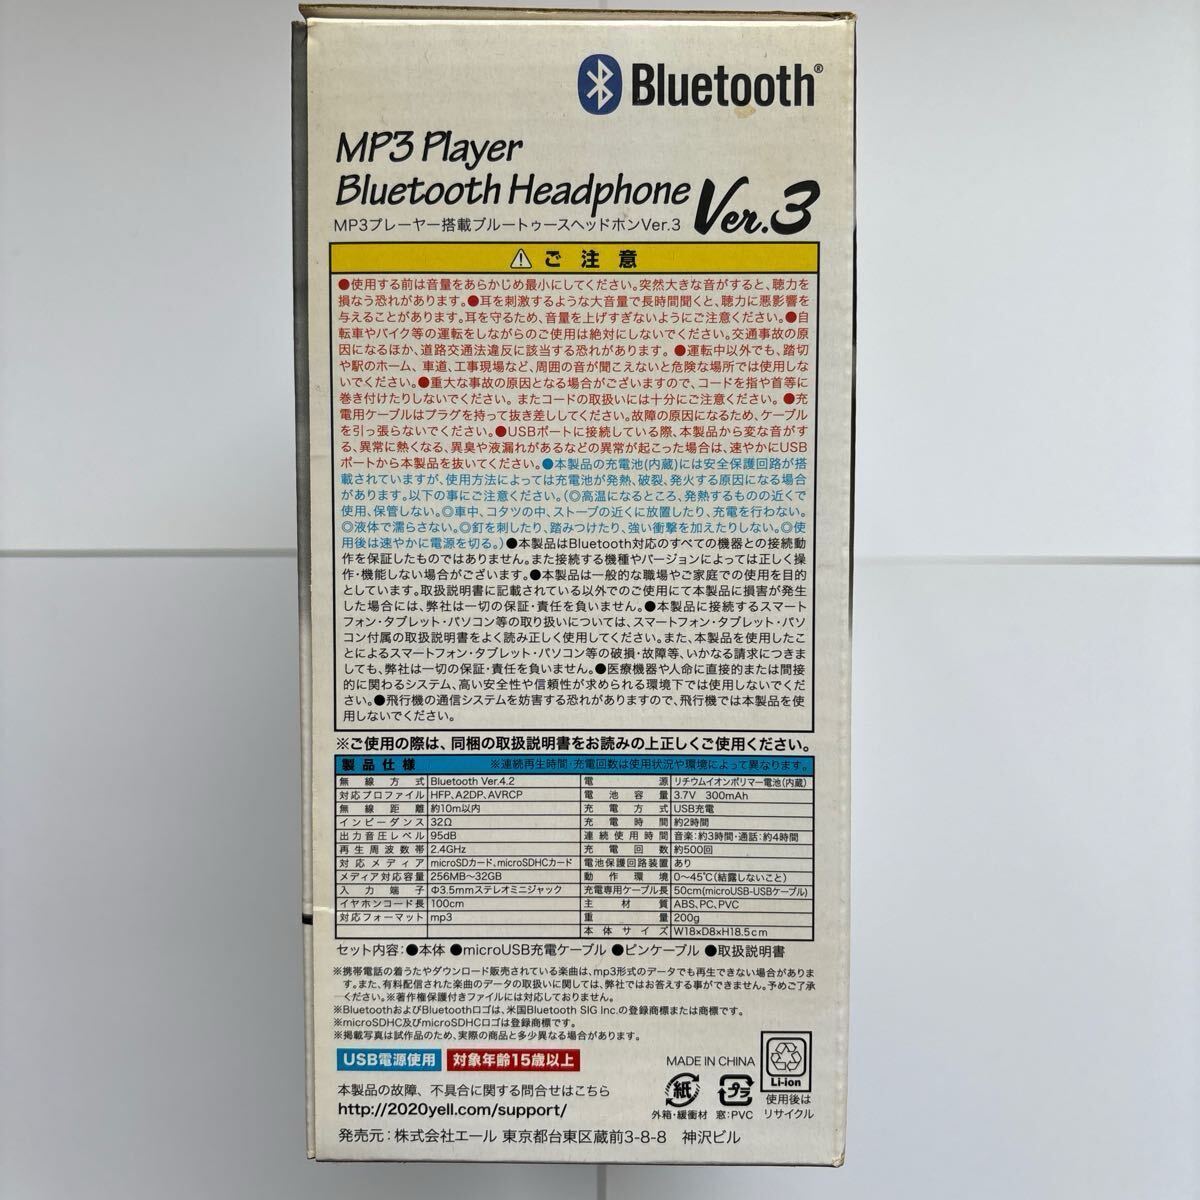 Bluetooth®
MP3 Player
Bluetooth Headphone Ver.3
MP3プレーヤー搭載ブルートゥースヘッドホンVer.3
⚠ ご注意
●使用する前は音量をあらかじめ最小にしてください。突然大きな音がすると、聴力を
損なう恐れがあります。●耳を刺激するような大音量で長時間聞くと、聴力に悪影響を
与えることがあります。耳を守るため、音量を上げすぎないようにご注意ください。●自
転車やバイク等の運転をしながらのご使用は絶対にしないでください。交通事故の原
因になるほか、道路交通法違反に該当する恐れがあります。●運転中以外でも、踏切
や駅のホーム、車道、工事現場など、周囲の音が聞こえないと危険な場所では使用しな
いでください。●重大な事故の原因となる場合がございますので、コードを指や首等に
巻き付けたりしないでください。またコードの取扱いには十分にご注意ください。●充
電用ケーブルはプラグを持って抜き差ししてください。故障の原因になるため、ケーブル
を引っ張らないでください。●USBポートに接続している際、本製品から変な音がす
る、異常に熱くなる、異臭や液漏れがあるなどの異常が起こった場合は、速やかにUSB
ポートから本製品を抜いてください。●本製品の充電池(内蔵)には安全保護回路が搭
載されていますが、使用方法によっては充電池が発熱、破裂、発火する原因になる場合
があります。以下の事にご注意ください。(◎高温になるところ、発熱するものの近くで
使用、保管しない。◎車中、コタツの中、ストーブの近くに放置したり、充電を行わない。
◎液体で濡らさない。◎釘を刺したり、踏みつけたり、強い衝撃を加えたりしない。◎使
用後は速やかに電源を切る。)●本製品はBluetooth対応のすべての機器との接続動
作を保証したものではありません。また接続する機種やバージョンによっては正しく操
作・機能しない場合がございます。●本製品は一般的な職場やご家庭での使用を目的
としています。取扱説明書に記載されている以外でのご使用にて本製品に損害が発生
した場合には、弊社は一切の保証・責任を負いません。●本製品に接続するスマート
フォン・タブレット・パソコン等の取り扱いについては、スマートフォン・タブレット・パソ
コン付属の取扱説明書をよく読み正しく使用してください。また、本製品を使用したこ
とによるスマートフォン・タブレット・パソコン等の破損・故障等、いかなる請求につきま
しても、弊社は一切の保証・責任を負いません。●医療機器や人命に直接的または間接
的に関わるシステム、高い安全性や信頼性が求められる環境下では使用しないでくだ
さい。●飛行機の通信システムを妨害する恐れがありますので、飛行機では本製品を使
用しないでください。
※ご使用の際は、同梱の取扱説明書をお読みの上正しくご使用ください。
製品仕様 ※連続再生時間・充電回数は使用状況や環境によって異なります。
無線方式 Bluetooth Ver.4.2 電源 リチウムイオンポリマー電池(内蔵)
対応プロファイル HFP、A2DP、AVRCP 電池容量 3.7V 300mAh
無線距離 約10m以内 充電方式 USB充電
インピーダンス 32Ω 充電時間 約2時間
出力音圧レベル 95dB 連続使用時間 音楽:約3時間・通話:約4時間
再生周波数帯 2.4GHz 充電回数 約500回
対応メディア microSDカード、microSDHCカード 電池保護回路装置 あり
メディア対応容量 256MB〜32GB 動作環境 0〜45℃(結露しないこと)
入力端子 Φ3.5mmステレオミニジャック 充電専用ケーブル長 50cm(microUSB-USBケーブル)
イヤホンコード長 100cm 主材質 ABS、PC、PVC
対応フォーマット mp3 重量 200g
本体サイズ W18×D8×H18.5cm
セット内容:●本体 ●microUSB充電ケーブル ●ピンケーブル ●取扱説明書
※携帯電話の着うたやダウンロード販売されている楽曲は、mp3形式のデータでも再生できない場合がありま
す。また、有料配信された楽曲のデータの取扱いに関しては、弊社ではお答えする事ができません。予めご了承
ください。※著作権保護付きファイルには対応しておりません。
※BluetoothおよびBluetoothロゴは、米国Bluetooth SIG Inc.の登録商標または商標です。
※microSDHC及びmicroSDHCロゴは登録商標です。
※掲載写真は試作品のため、実際の商品と多少異なる場合があります。
USB電源使用 対象年齢15歳以上
MADE IN CHINA
Li-ion
使用後は
リサイクル
紙
外箱・緩衝材
プラ
窓:PVC
本製品の故障、不具合に関する問合せはこちら
http://2020yell.com/support/
発売元:株式会社エール 東京都台東区蔵前3-8-8 神沢ビル